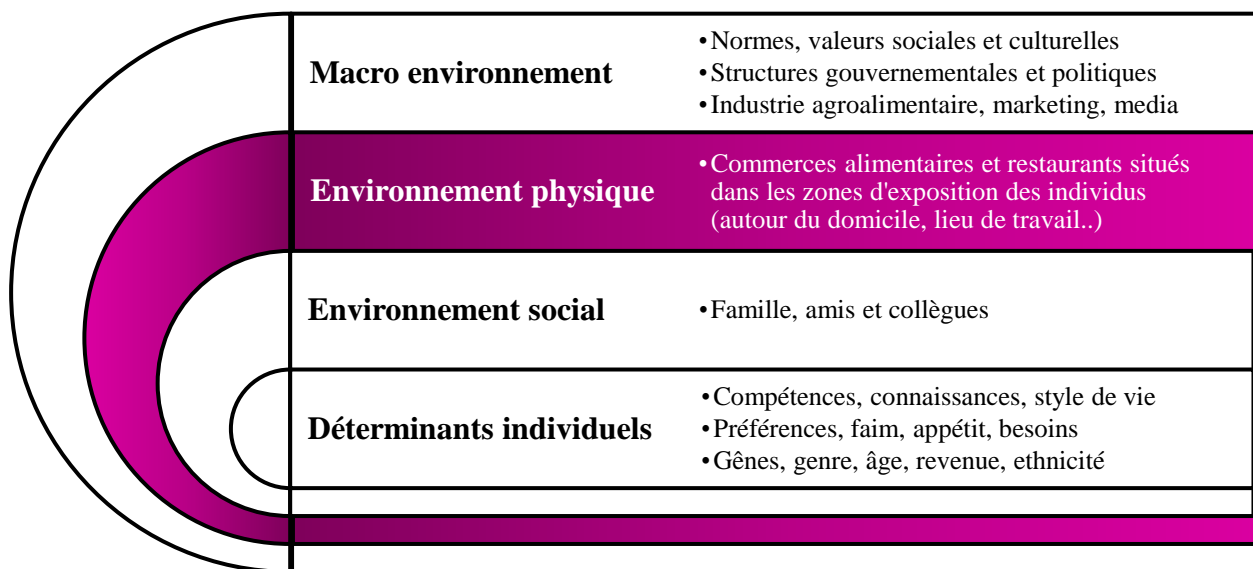 Macro environnement
•Normes, valeurs sociales et culturelles
•Structures gouvernementales et politiques
•Industrie agroalimentaire, marketing, media
Environnement physique
•Commerces alimentaires et restaurants situés
dans les zones d'exposition des individus
(autour du domicile, lieu de travail..)
Environnement social
•Famille, amis et collègues
Déterminants individuels
•Compétences, connaissances, style de vie
•Préférences, faim, appétit, besoins
•Gênes, genre, âge, revenue, ethnicité